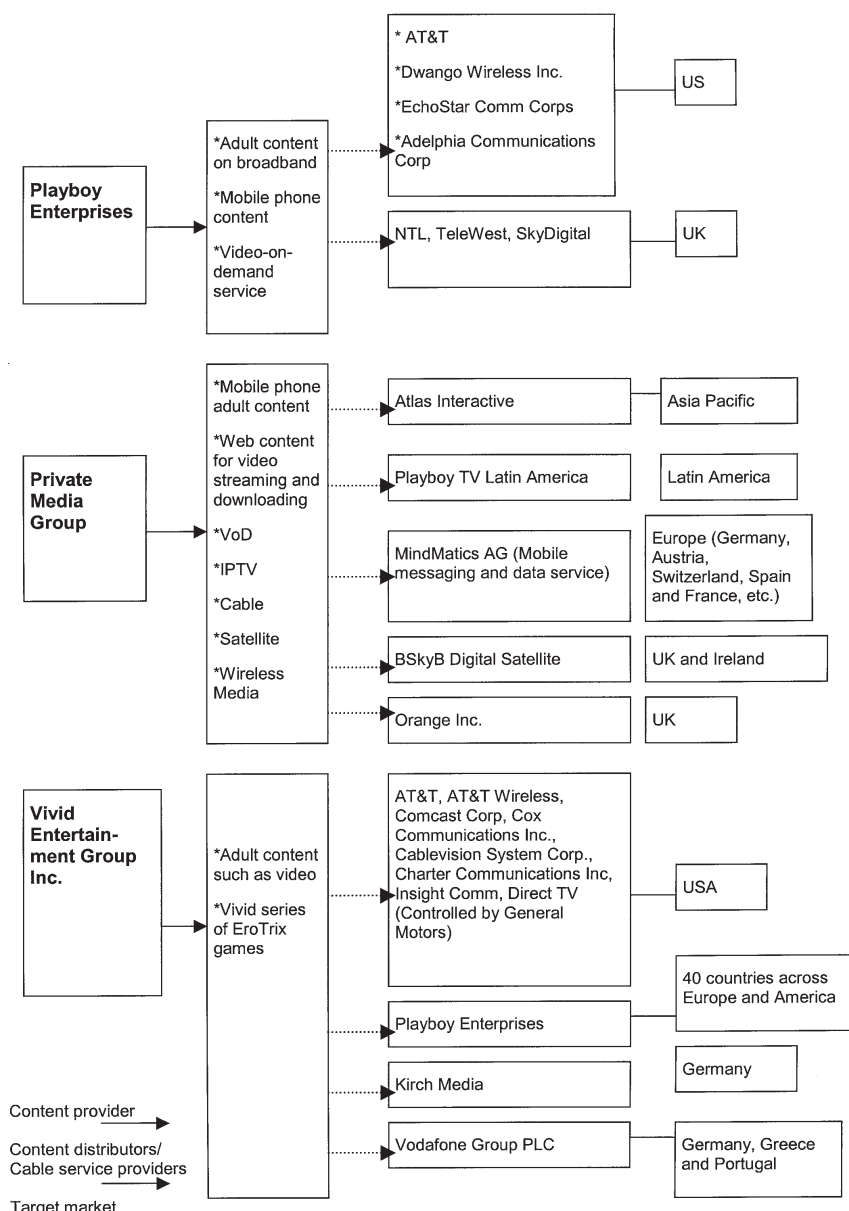 Playboy
Enterprises
*Adult content
on broadband
*Mobile phone
content
*Video-on-
demand
service
* AT&T
*Dwango Wireless Inc.
*EchoStar Comm Corps
*Adelphia Communications
Corp
US
NTL, TeleWest, SkyDigital
UK
Private
Media
Group
*Mobile phone
adult content
*Web content
for video
streaming and
downloading
*VoD
*IPTV
*Cable
*Satellite
*Wireless
Media
Atlas Interactive
Asia Pacific
Playboy TV Latin America
Latin America
MindMatics AG (Mobile
messaging and data service)
Europe (Germany,
Austria,
Switzerland, Spain
and France, etc.)
BSkyB Digital Satellite
UK and Ireland
Orange Inc.
UK
Vivid
Entertain-
ment Group
Inc.
*Adult content
such as video
*Vivid series
of EroTrix
games
AT&T, AT&T Wireless,
Comcast Corp, Cox
Communications Inc.,
Cablevision System Corp.,
Charter Communications Inc,
Insight Comm, Direct TV
(Controlled by General
Motors)
USA
Playboy Enterprises
40 countries across
Europe and America
Kirch Media
Germany
Vodafone Group PLC
Germany, Greece
and Portugal
Content provider
Content distributors/
Cable service providers
Target market